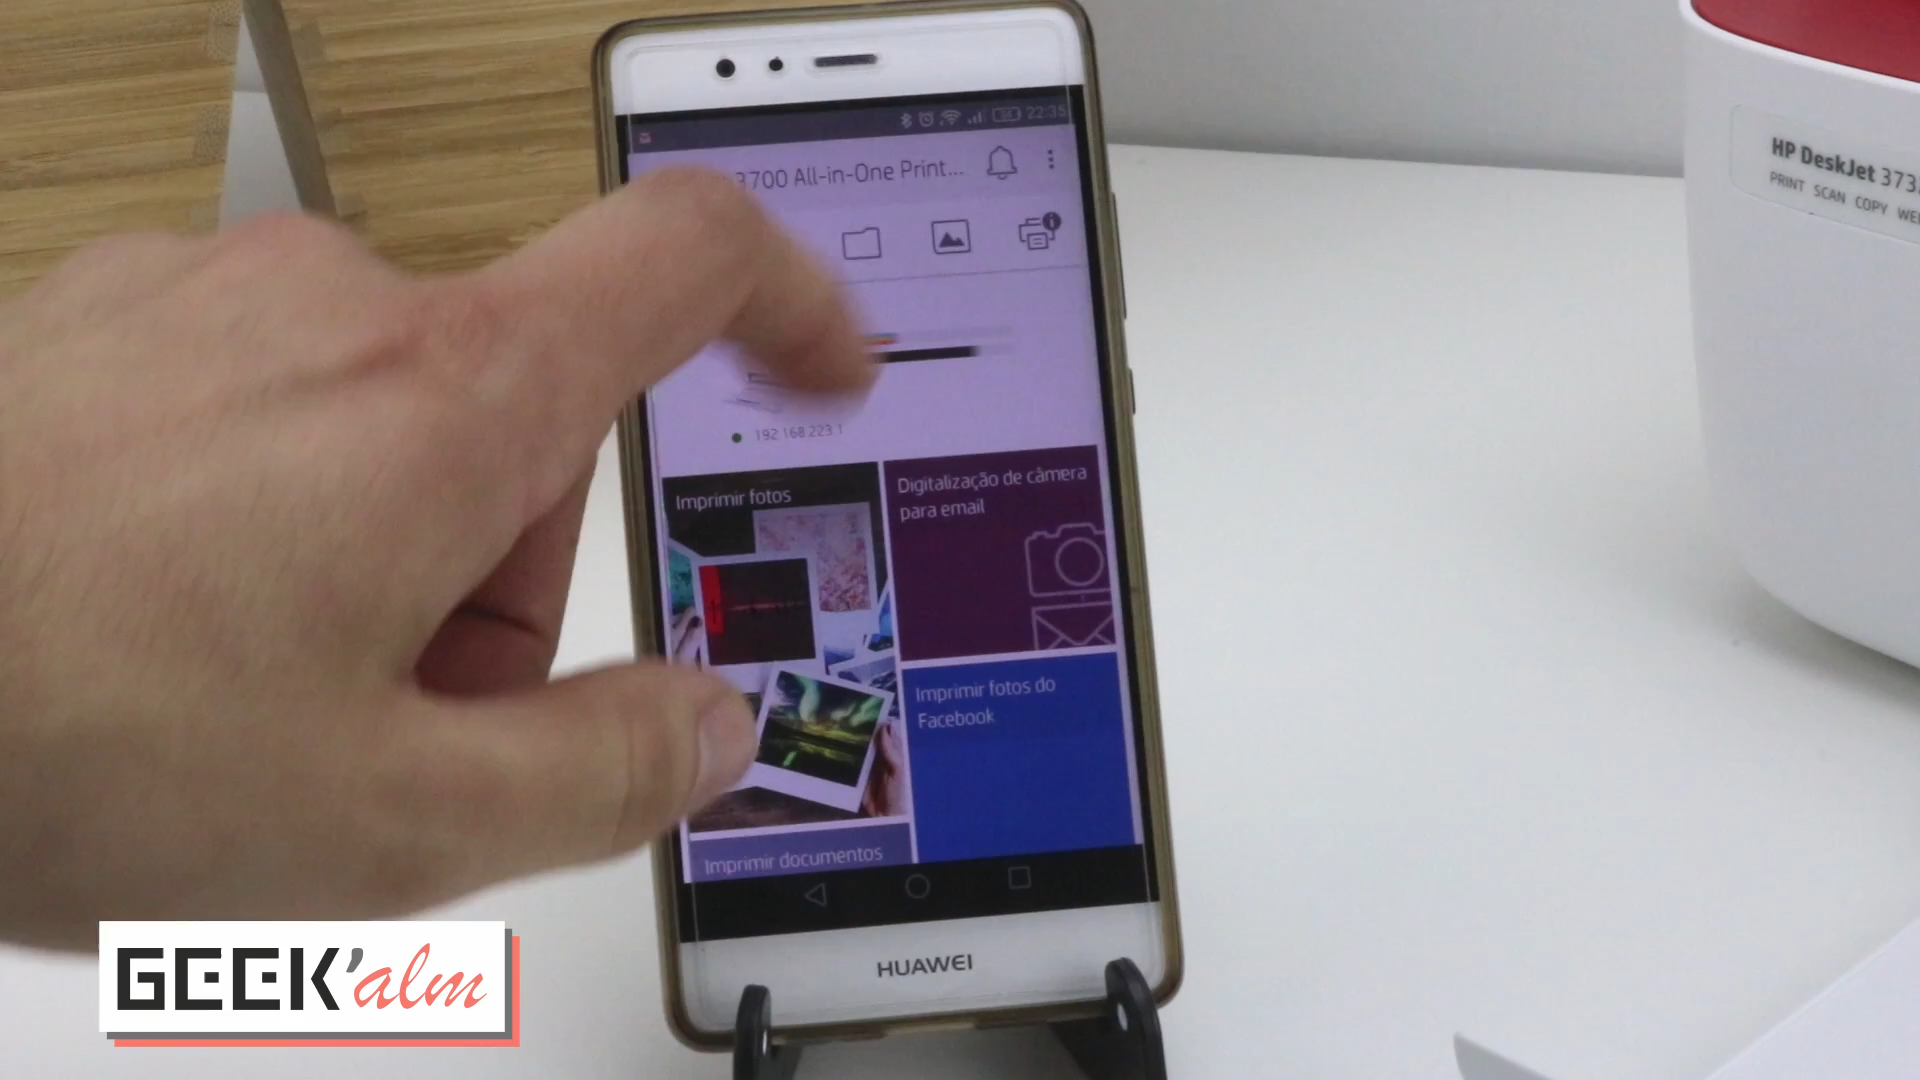 22:35
3700 All-in-One Print...
192.168.223.1
Imprimir fotos
Digitalização de câmera
para email
Imprimir fotos do
Facebook
Imprimir documentos
HUAWEI
HP DeskJet
PRINT SCAN COPY
GEEK'alm